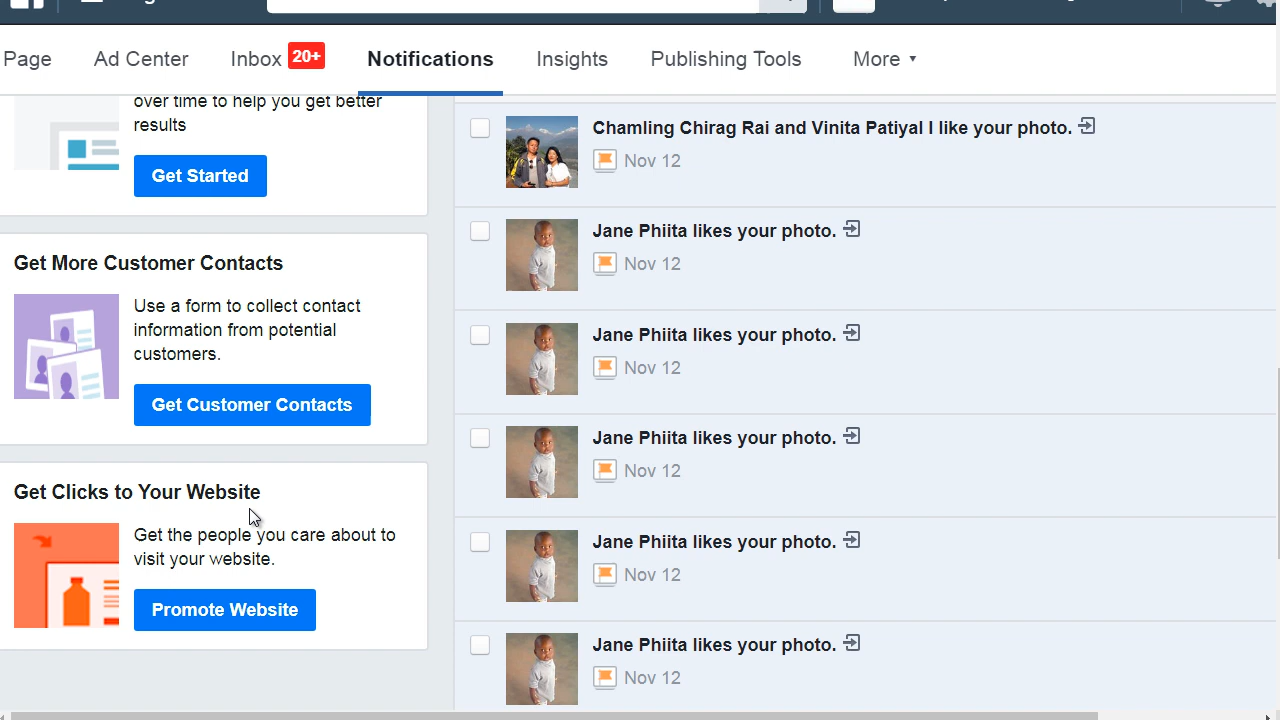 Page Ad Center Inbox 20+ Notifications Insights Publishing Tools More
over time to help you get better
results
Get Started
Get More Customer Contacts
Use a form to collect contact
information from potential
customers.
Get Customer Contacts
Get Clicks to Your Website
Get the people you care about to
visit your website.
Promote Website
Chamling Chirag Rai and Vinita Patiyal I like your photo.
Nov 12
Jane Phiita likes your photo.
Nov 12
Jane Phiita likes your photo.
Nov 12
Jane Phiita likes your photo.
Nov 12
Jane Phiita likes your photo.
Nov 12
Jane Phiita likes your photo.
Nov 12